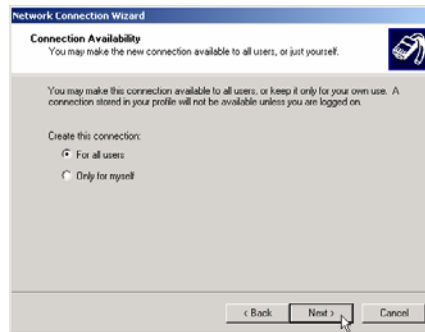 Network Connection Wizard
Connection Availability
You may make the new connection available to all users, or just yourself.
You may make this connection available to all users, or keep it only for your own use. A
connection stored in your profile will not be available unless you are logged on.
Create this connection:
For all users
Only for myself
< Back
Next >
Cancel